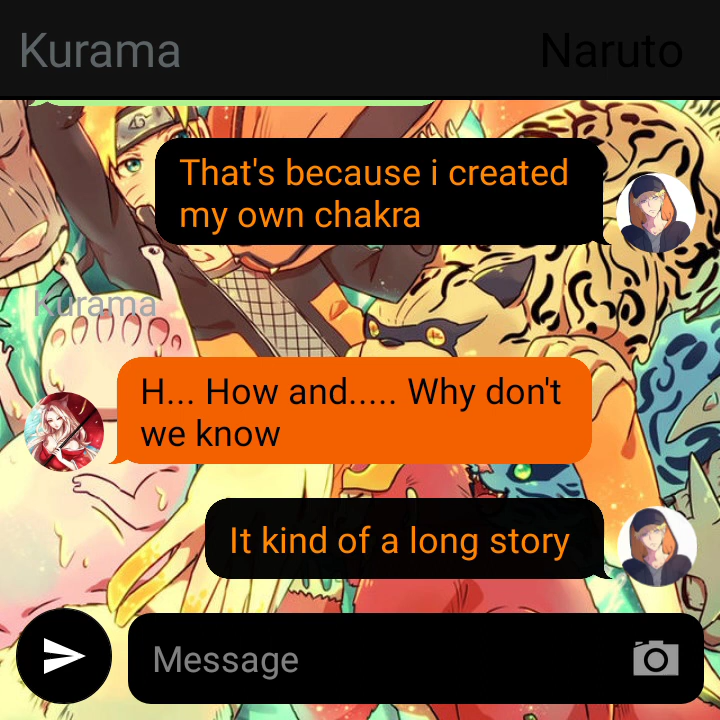 Kurama Naruto
That's because i created
my own chakra
Kurama
H... How and..... Why don't
we know
It kind of a long story
Message